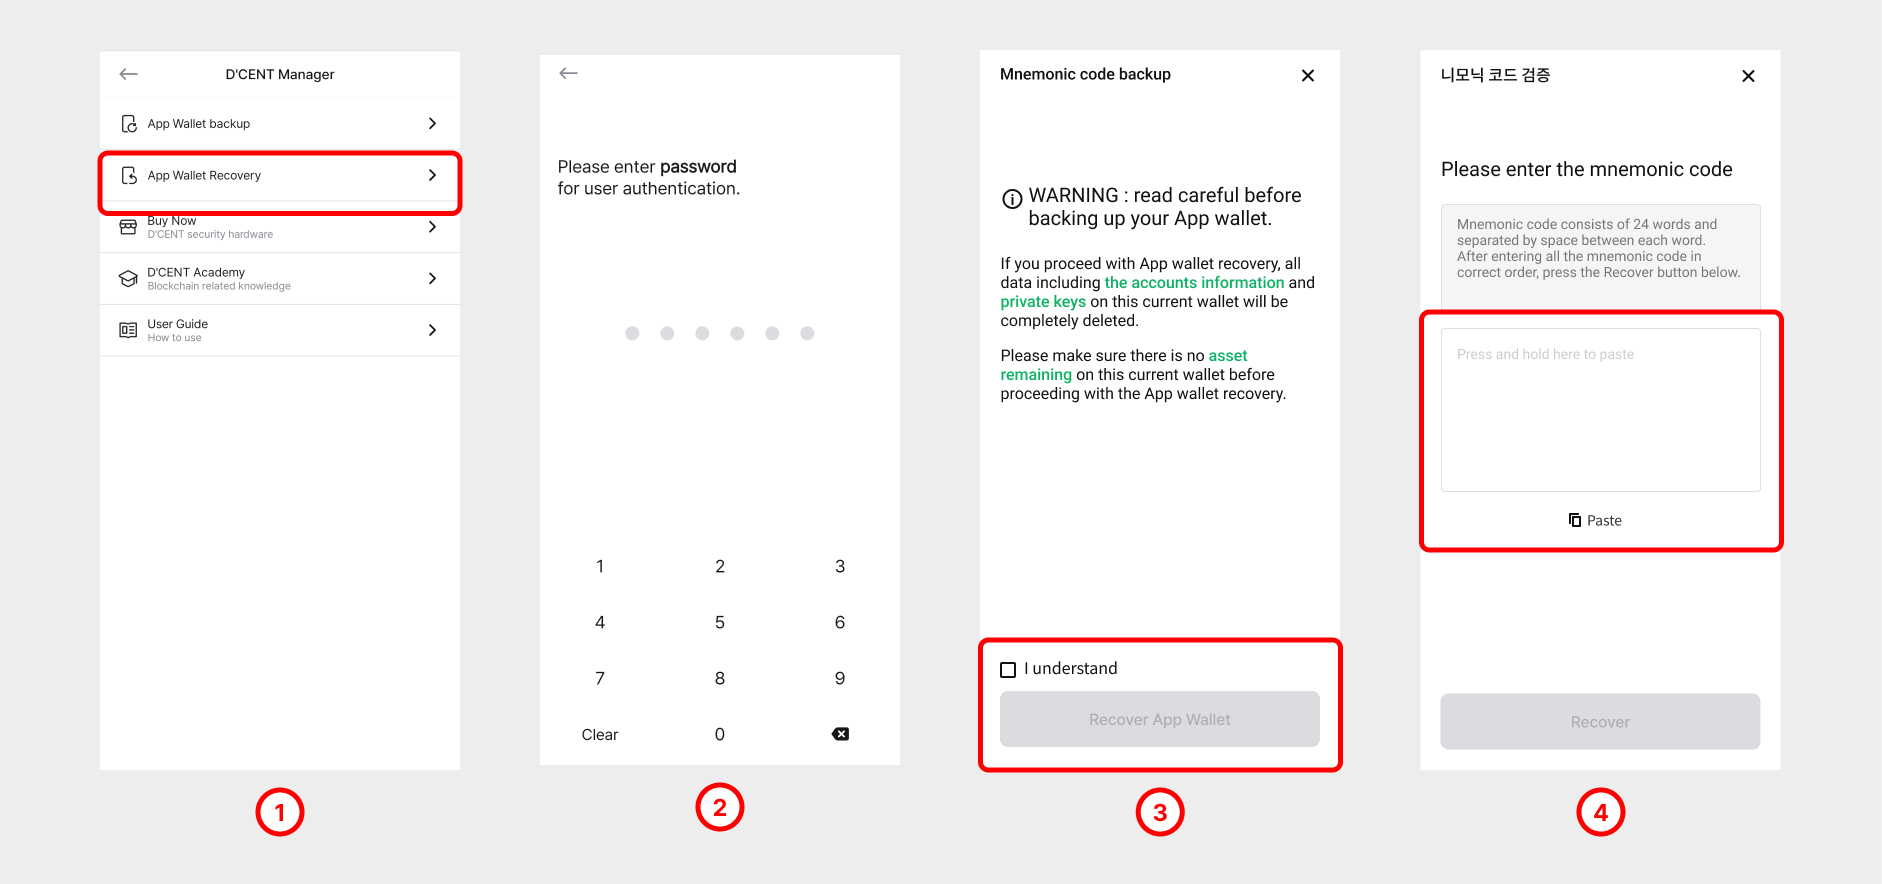 D'CENT Manager
App Wallet backup
App Wallet Recovery
Buy Now
D'CENT security hardware
D'CENT Academy
Blockchain related knowledge
User Guide
How to use
1
Please enter password
for user authentication.
1 2 3
4 5 6
7 8 9
Clear 0
2
Mnemonic code backup
WARNING : read careful before
backing up your App wallet.
If you proceed with App wallet recovery, all
data including the accounts information and
private keys on this current wallet will be
completely deleted.
Please make sure there is no asset
remaining on this current wallet before
proceeding with the App wallet recovery.
I understand
Recover App Wallet
3
니모닉 코드 검증
Please enter the mnemonic code
Mnemonic code consists of 24 words and
separated by space between each word.
After entering all the mnemonic code in
correct order, press the Recover button below.
Press and hold here to paste
Paste
Recover
4